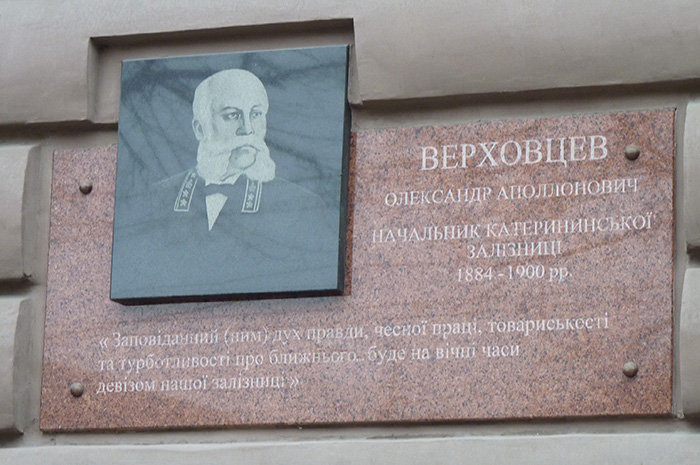 ВЕРХОВЦЕВ
ОЛЕКСАНДР АПОЛЛОНОВИЧ
НАЧАЛЬНИК КАТЕРИНИНСЬКОЇ
ЗАЛІЗНИЦІ
1884 - 1900 рр.
« Заповіданний (ним) дух правди, чесної праці, товариськості
та турботливості про ближнього.. буде на вічні часи
девізом нашої залізниці »